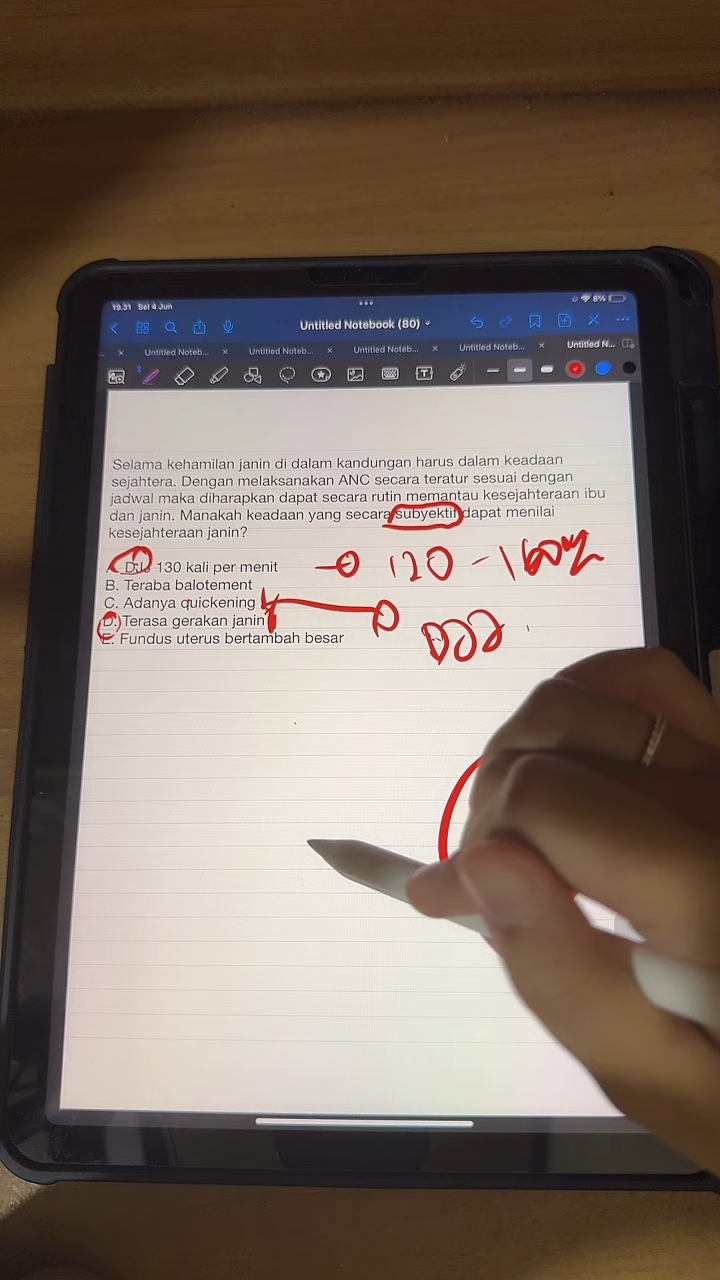 19.31 Sel 4 Jun
8%
Untitled Notebook (80)
Untitled Noteb... Untitled Noteb... Untitled Noteb... Untitled Noteb... Untitled N...
Selama kehamilan janin di dalam kandungan harus dalam keadaan
sejahtera. Dengan melaksanakan ANC secara teratur sesuai dengan
jadwal maka diharapkan dapat secara rutin memantau kesejahteraan ibu
dan janin. Manakah keadaan yang secara subyektif dapat menilai
kesejahteraan janin?
A. DJJ 130 kali per menit
120 - 160
B. Teraba balotement
C. Adanya quickening
D. Terasa gerakan janin
E. Fundus uterus bertambah besar